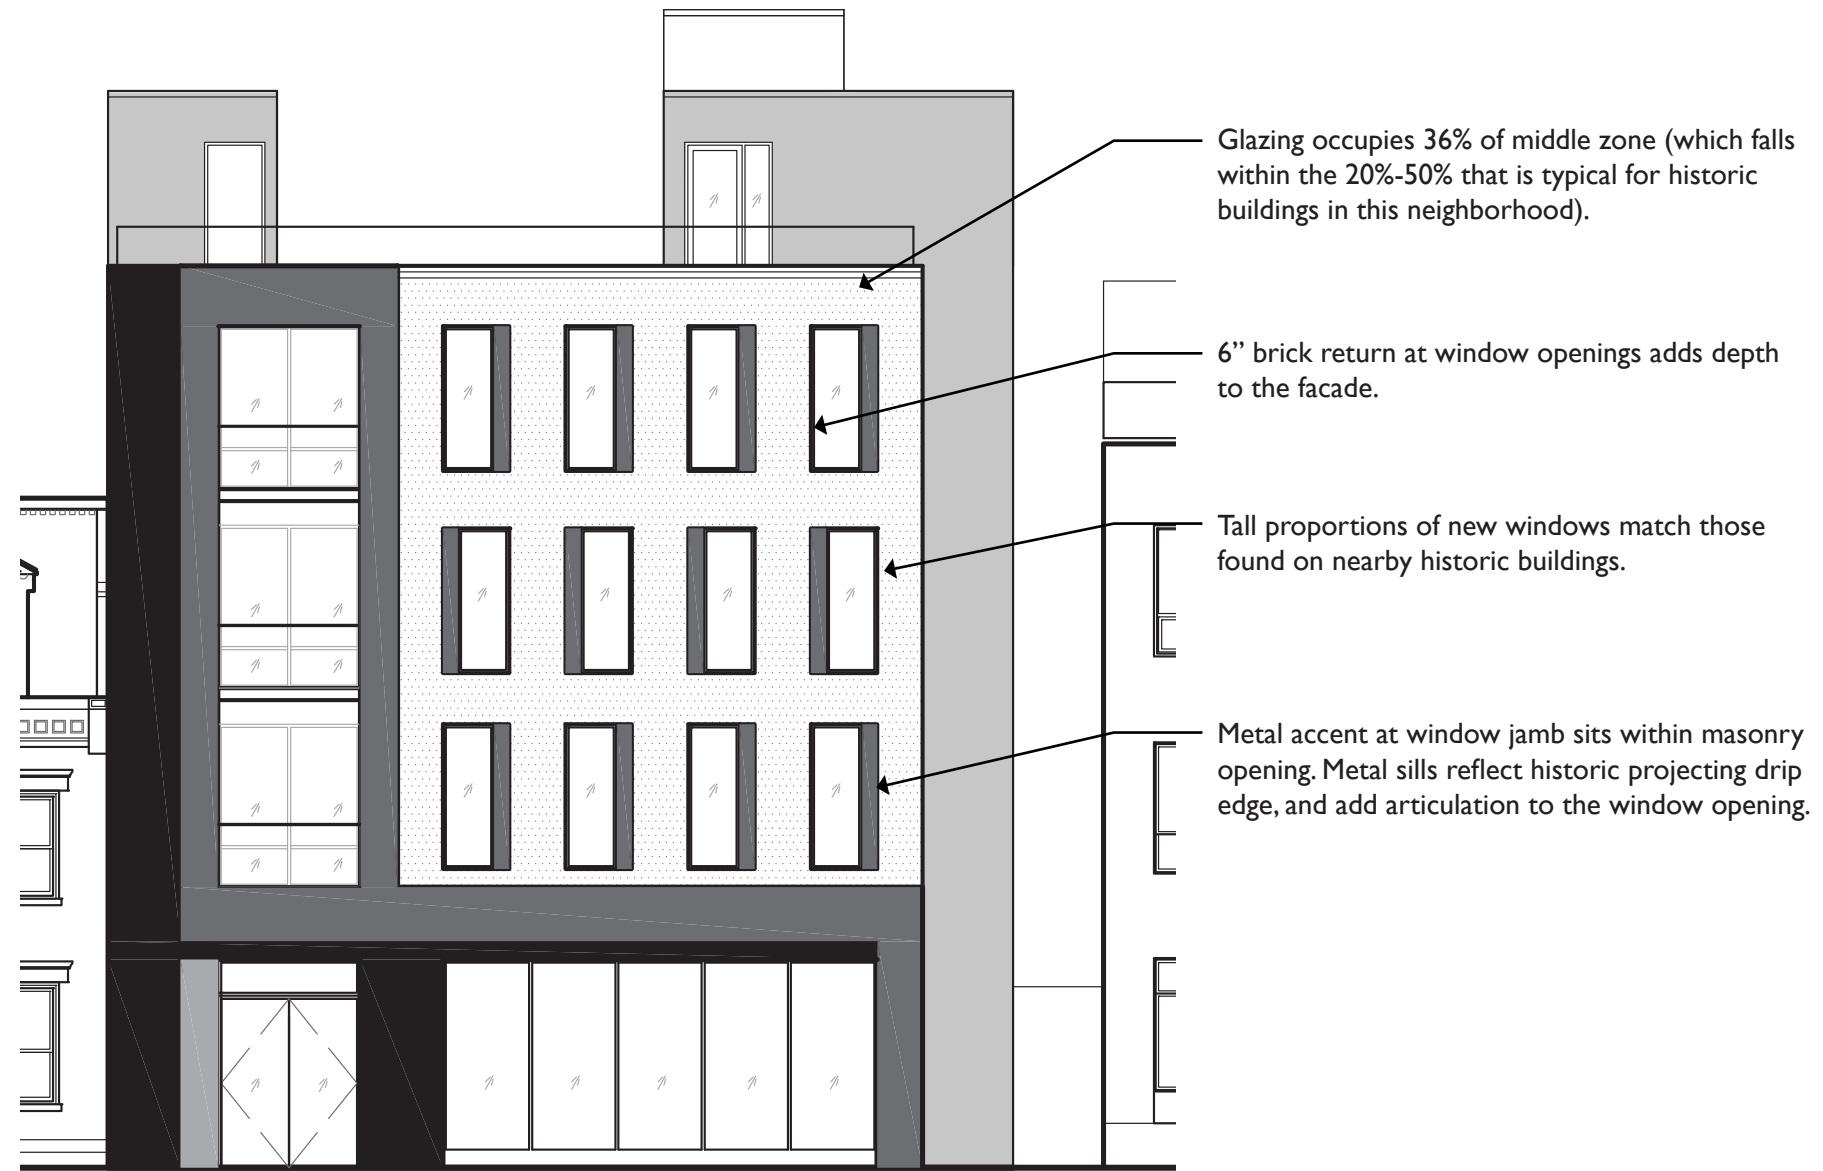 Glazing occupies 36% of middle zone (which falls
within the 20%-50% that is typical for historic
buildings in this neighborhood).
6” brick return at window openings adds depth
to the facade.
Tall proportions of new windows match those
found on nearby historic buildings.
Metal accent at window jamb sits within masonry
opening. Metal sills reflect historic projecting drip
edge, and add articulation to the window opening.